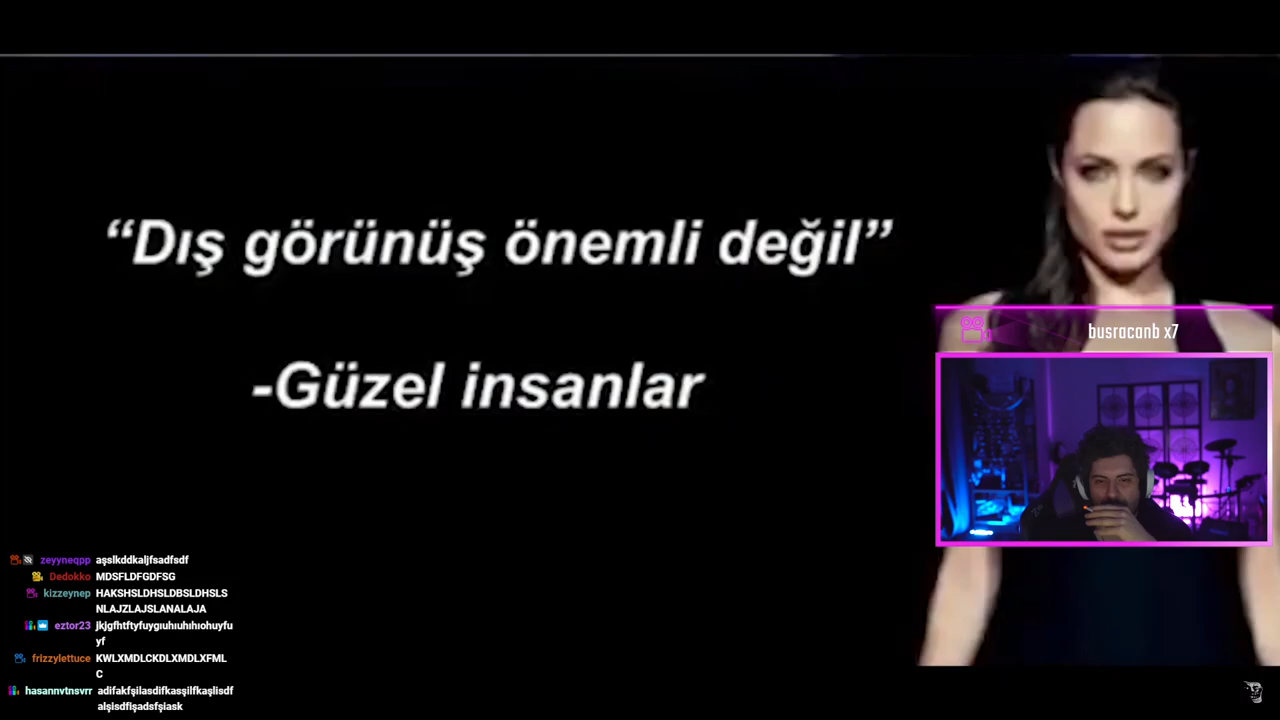 “Dış görünüş önemli değil”
-Güzel insanlar
busracanb x7
zeyyneqpp aşslkddkaljfsadfsdf
Dedokko MDSFLDFGDFSG
kizzeynep HAKSHSLDHSLDBSLDHSLS
NLAJZLAJSLANALAJA
eztor23 Jkjgfhtftyfuygıuhıuhıhıohuyfu
yf
frizzylettuce KWLXMDLCKDLXMDLXFML
C
hasannvtnsvrr adifakfşilasdifkasşilfkaşlisdf
alşisdfişadsfşiask